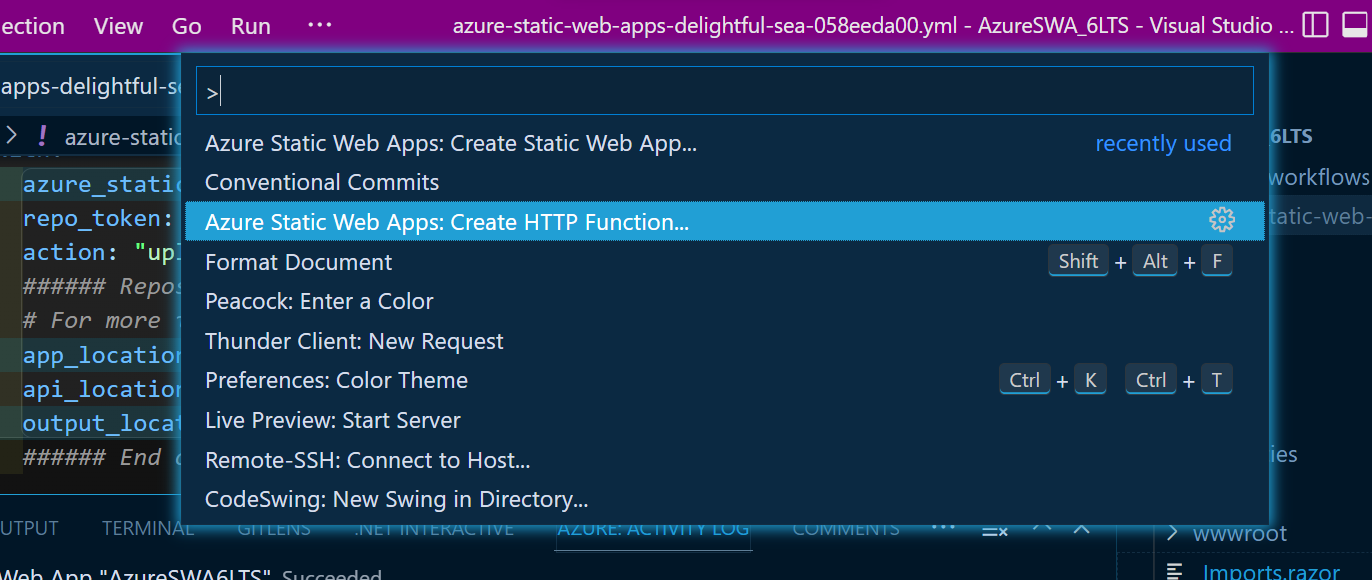 ection View Go Run ··· azure-static-web-apps-delightful-sea-058eeda00.yml - AzureSWA_6LTS - Visual Studio ...
apps-delightful-se
>
azure-static
Azure Static Web Apps: Create Static Web App... recently used
6LTS
Conventional Commits
workflows
azure_static
Azure Static Web Apps: Create HTTP Function...
tatic-web-
repo_token:
Format Document Shift + Alt + F
action: "upl
Peacock: Enter a Color
###### Repos
Thunder Client: New Request
# For more
Preferences: Color Theme Ctrl + K Ctrl + T
app_location
api_location
Live Preview: Start Server
output_locat
Remote-SSH: Connect to Host...
ies
###### End
CodeSwing: New Swing in Directory...
UTPUT TERMINAL GITLENS .NET INTERACTIVE AZURE: ACTIVITY LOG COMMENTS ···
wwwroot
Web App "AzureSWA6LTS" Succeeded
Imports.razor